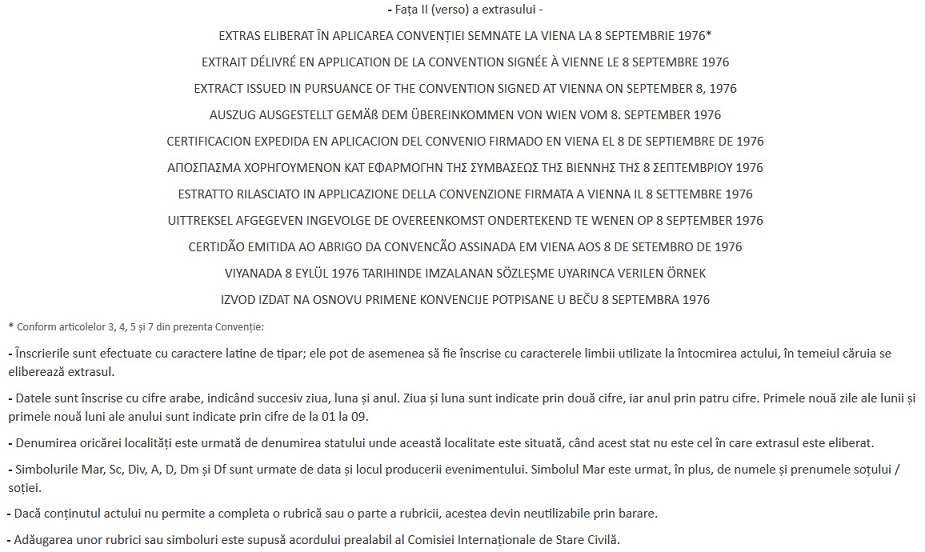 - Fața II (verso) a extrasului -
EXTRAS ELIBERAT ÎN APLICAREA CONVENȚIEI SEMNATE LA VIENA LA 8 SEPTEMBRIE 1976*
EXTRAIT DÉLIVRÉ EN APPLICATION DE LA CONVENTION SIGNÉE À VIENNE LE 8 SEPTEMBRE 1976
EXTRACT ISSUED IN PURSUANCE OF THE CONVENTION SIGNED AT VIENNA ON SEPTEMBER 8, 1976
AUSZUG AUSGESTELLT GEMÄß DEM ÜBEREINKOMMEN VON WIEN VOM 8. SEPTEMBER 1976
CERTIFICACION EXPEDIDA EN APLICACION DEL CONVENIO FIRMADO EN VIENA EL 8 DE SEPTIEMBRE DE 1976
ΑΠΟΣΠΑΣΜΑ ΧΟΡΗΓΟΥΜΕΝΟΝ ΚΑΤ ΕΦΑΡΜΟΓΗΝ ΤΗΣ ΣΥΜΒΑΣΕΩΣ ΤΗΣ ΒΙΕΝΝΗΣ ΤΗΣ 8 ΣΕΠΤΕΜΒΡΙΟΥ 1976
ESTRATTO RILASCIATO IN APPLICAZIONE DELLA CONVENZIONE FIRMATA A VIENNA IL 8 SETTEMBRE 1976
UITTREKSEL AFGEGEVEN INGEVOLGE DE OVEREENKOMST ONDERTEKEND TE WENEN OP 8 SEPTEMBER 1976
CERTIDÃO EMITIDA AO ABRIGO DA CONVENCÃO ASSINADA EM VIENA AOS 8 DE SETEMBRO DE 1976
VIYANADA 8 EYLÜL 1976 TARIHINDE IMZALANAN SÖZLEȘME UYARINCA VERILEN ÖRNEK
IZVOD IZDAT NA OSNOVU PRIMENE KONVENCIJE POTPISANE U BEČU 8 SEPTEMBRA 1976
* Conform articolelor 3, 4, 5 și 7 din prezenta Convenție:
- Înscrierile sunt efectuate cu caractere latine de tipar; ele pot de asemenea să fie înscrise cu caracterele limbii utilizate la întocmirea actului, în temeiul căruia se
eliberează extrasul.
- Datele sunt înscrise cu cifre arabe, indicând succesiv ziua, luna și anul. Ziua și luna sunt indicate prin două cifre, iar anul prin patru cifre. Primele nouă zile ale lunii și
primele nouă luni ale anului sunt indicate prin cifre de la 01 la 09.
- Denumirea oricărei localități este urmată de denumirea statului unde această localitate este situată, când acest stat nu este cel în care extrasul este eliberat.
- Simbolurile Mar, Sc, Div, A, D, Dm și Df sunt urmate de data și locul producerii evenimentului. Simbolul Mar este urmat, în plus, de numele și prenumele soțului /
soției.
- Dacă conținutul actului nu permite a completa o rubrică sau o parte a rubricii, acestea devin neutilizabile prin barare.
- Adăugarea unor rubrici sau simboluri este supusă acordului prealabil al Comisiei Internaționale de Stare Civilă.